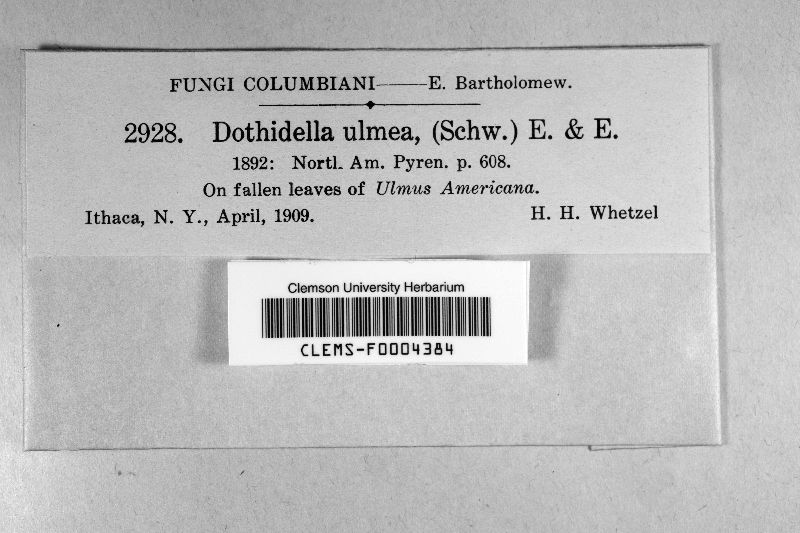 FUNGI COLUMBIANI——E. Bartholomew.
2928. Dothidella ulmea, (Schw.) E. & E.
1892: Nortl. Am. Pyren. p. 608.
On fallen leaves of Ulmus Americana.
Ithaca, N. Y., April, 1909. H. H. Whetzel
Clemson University Herbarium
CLEMS-F0004384